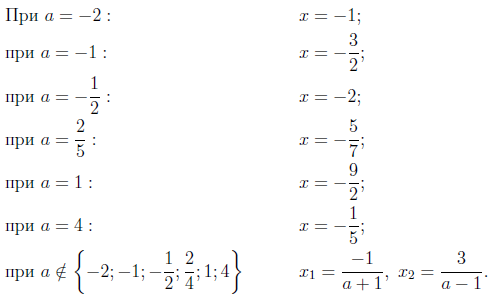 При a = −2 : x = −1;
при a = −1 : x = −3/2;
при a = −1/2 : x = −2;
при a = 2/5 : x = −5/7;
при a = 1 : x = −9/2;
при a = 4 : x = −1/5;
при a ∉ {−2; −1; −1/2; 2/4; 1; 4} x₁ = −1/(a + 1), x₂ = 3/(a − 1).